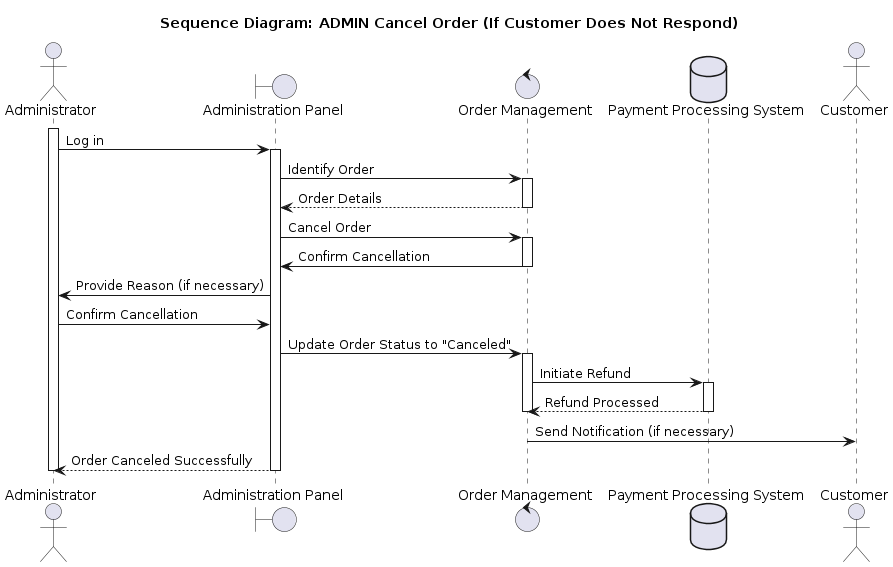 Sequence Diagram: ADMIN Cancel Order (If Customer Does Not Respond)
Administrator Administration Panel Order Management Payment Processing System Customer
Log in
Identify Order
Order Details
Cancel Order
Confirm Cancellation
Provide Reason (if necessary)
Confirm Cancellation
Update Order Status to "Canceled"
Initiate Refund
Refund Processed
Send Notification (if necessary)
Order Canceled Successfully
Administrator Administration Panel Order Management Payment Processing System Customer